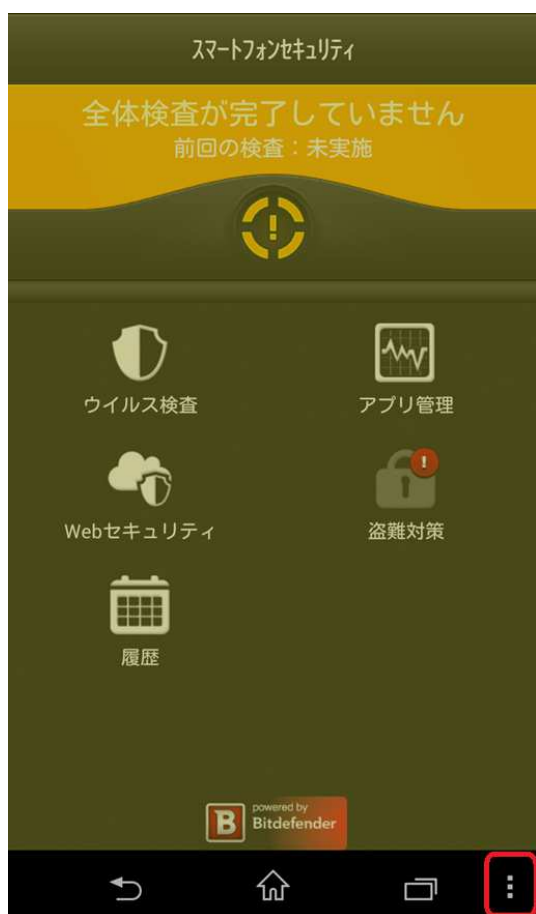 スマートフォンセキュリティ
全体検査が完了していません
前回の検査：未実施
ウイルス検査
アプリ管理
Webセキュリティ
盗難対策
履歴
B
powered by
Bitdefender